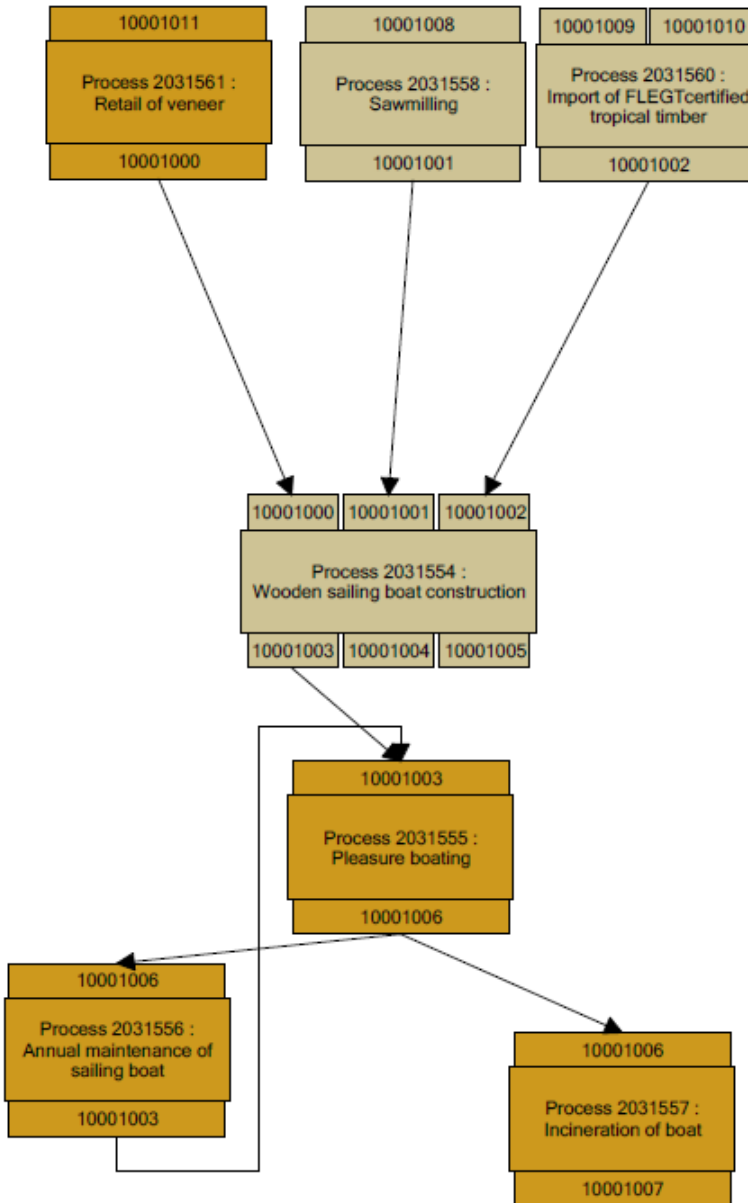 10001011
Process 2031561 :
Retail of veneer
10001000
10001008
Process 2031558 :
Sawmilling
10001001
10001009
10001010
Process 2031560 :
Import of FLEGTcertified
tropical timber
10001002
10001000
10001001
10001002
Process 2031554 :
Wooden sailing boat construction
10001003
10001004
10001005
10001003
Process 2031555 :
Pleasure boating
10001006
10001006
Process 2031556 :
Annual maintenance of
sailing boat
10001003
10001006
Process 2031557 :
Incineration of boat
10001007